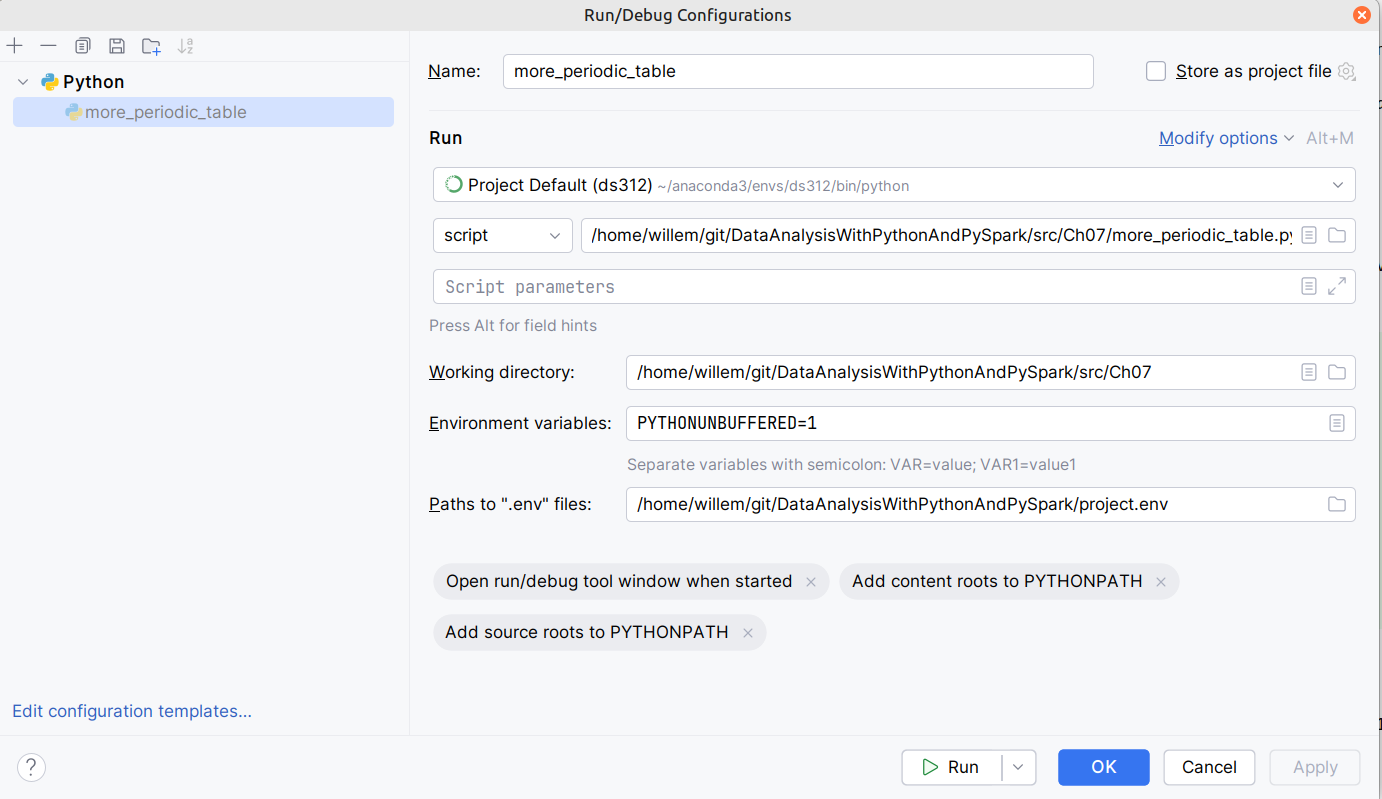 Run/Debug Configurations
Python
more_periodic_table
Edit configuration templates...
Name: more_periodic_table Store as project file
Run Modify options Alt+M
Project Default (ds312) ~/anaconda3/envs/ds312/bin/python
script /home/willem/git/DataAnalysisWithPythonAndPySpark/src/Ch07/more_periodic_table.py
Script parameters
Press Alt for field hints
Working directory: /home/willem/git/DataAnalysisWithPythonAndPySpark/src/Ch07
Environment variables: PYTHONUNBUFFERED=1
Separate variables with semicolon: VAR=value; VAR1=value1
Paths to ".env" files: /home/willem/git/DataAnalysisWithPythonAndPySpark/project.env
Open run/debug tool window when started Add content roots to PYTHONPATH
Add source roots to PYTHONPATH
? Run OK Cancel Apply